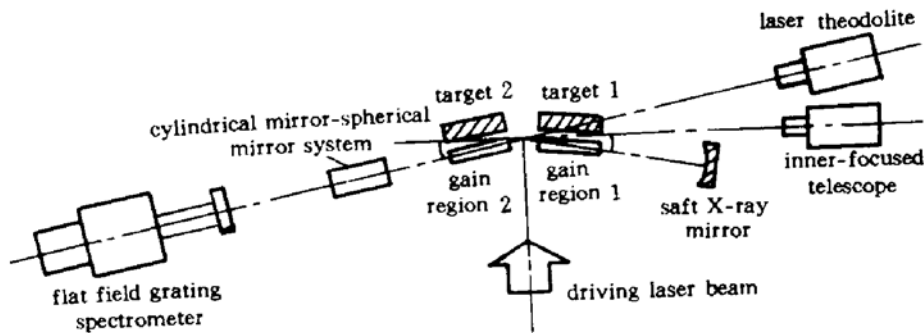 laser theodolite
target 2
target 1
cylindrical mirror-spherical
mirror system
inner-focused
telescope
gain
region 2
gain
region 1
saft X-ray
mirror
flat field grating
spectrometer
driving laser beam